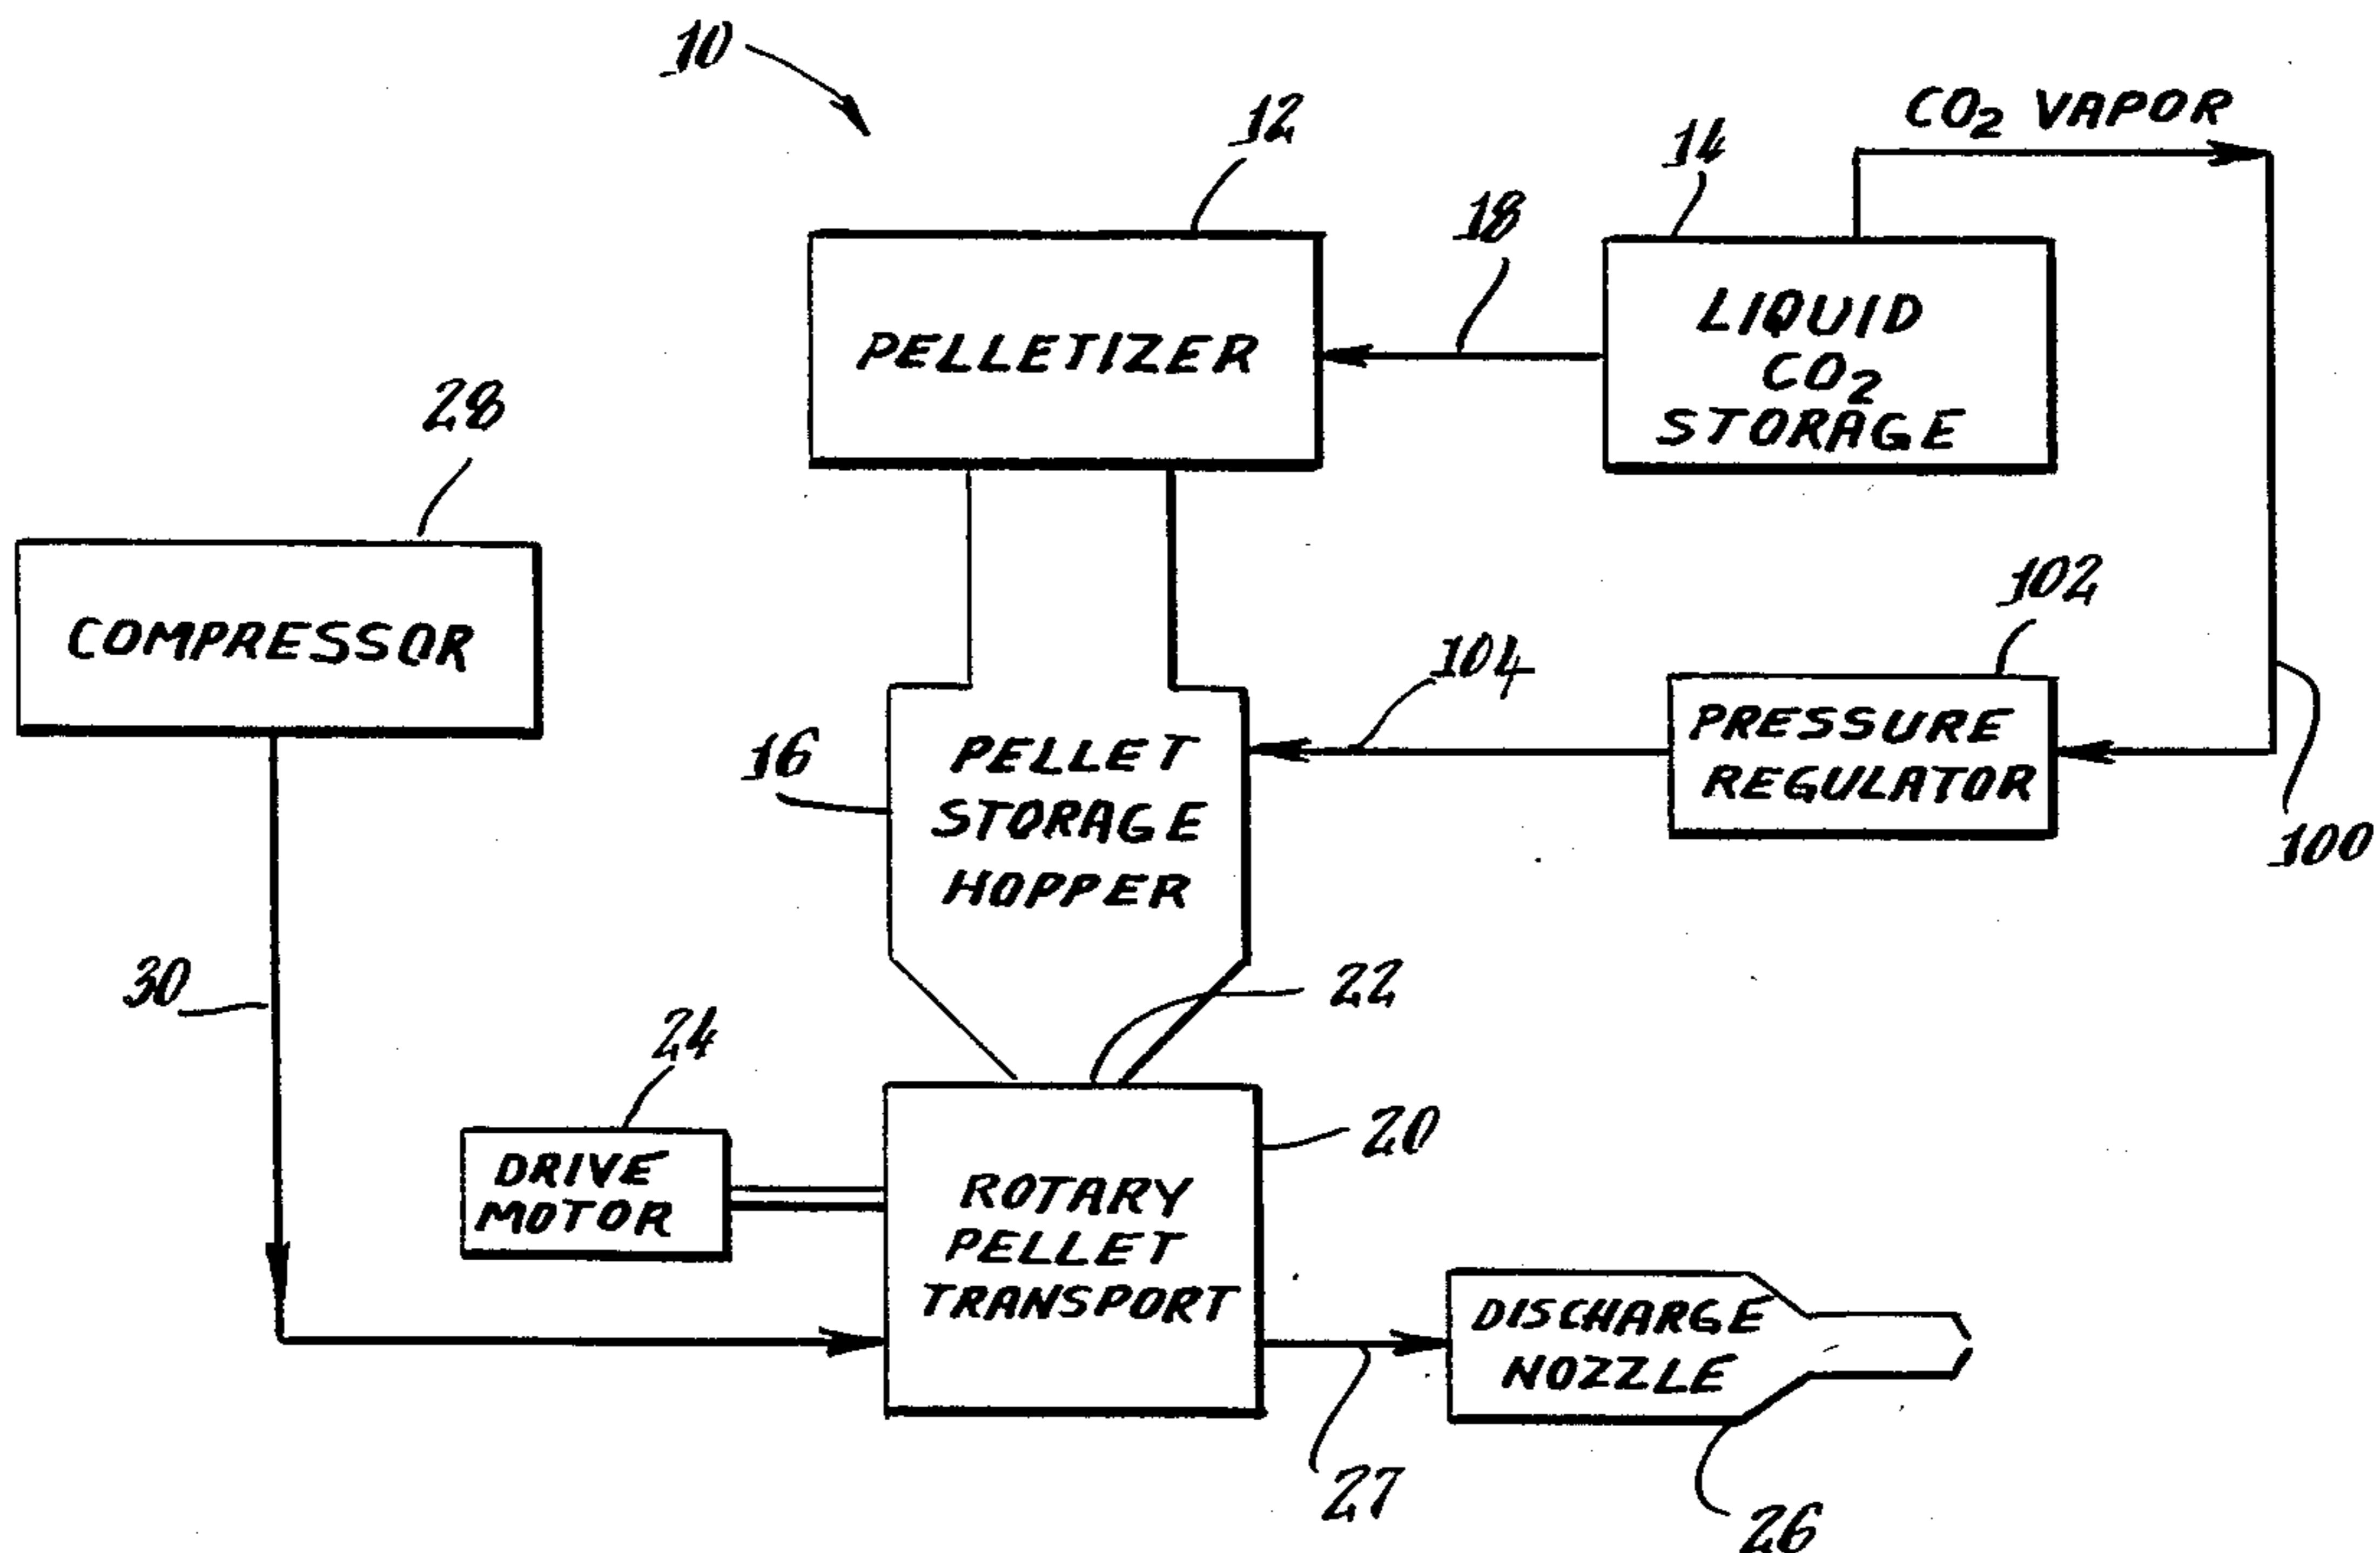 10
12
14
CO2 VAPOR
18
PELLETIZER
LIQUID
CO2
STORAGE
28
COMPRESSOR
102
104
PRESSURE
REGULATOR
100
16
PELLET
STORAGE
HOPPER
30
22
24
20
DRIVE
MOTOR
ROTARY
PELLET
TRANSPORT
DISCHARGE
NOZZLE
27
26